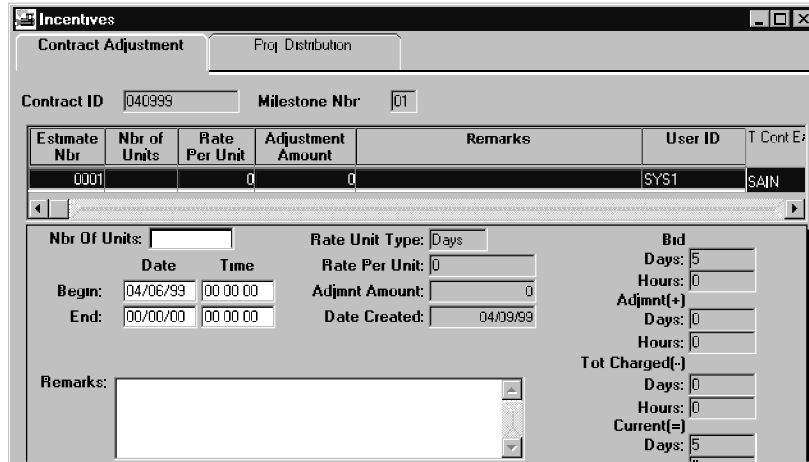 Incentives
Contract Adjustment Proj Distribution
Contract ID 040999 Milestone Nbr 01
Estimate Nbr Nbr of Units Rate Per Unit Adjustment Amount Remarks User ID T Cont Ex
0001 0 0 SYS1 SAIN
Nbr Of Units: Rate Unit Type: Days Bid
Date Time Rate Per Unit: 0 Days: 5
Begin: 04/06/99 00 00 00 Adjmnt Amount: 0 Hours: 0
End: 00/00/00 00 00 00 Date Created: 04/09/99 Adjmnt(+)
Days: 0
Hours: 0
Tot Charged(-)
Remarks: Days: 0
Hours: 0
Current(=)
Days: 5